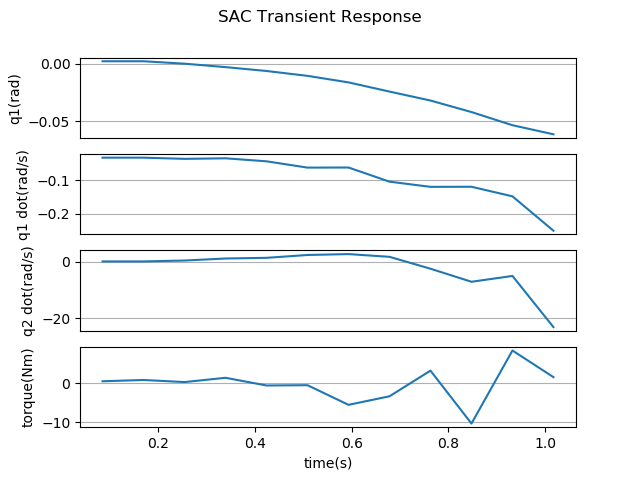 SAC Transient Response
q1(rad)
0.00
−0.05
q1 dot(rad/s)
−0.1
−0.2
q2 dot(rad/s)
0
−20
torque(Nm)
0
−10
0.2 0.4 0.6 0.8 1.0
time(s)